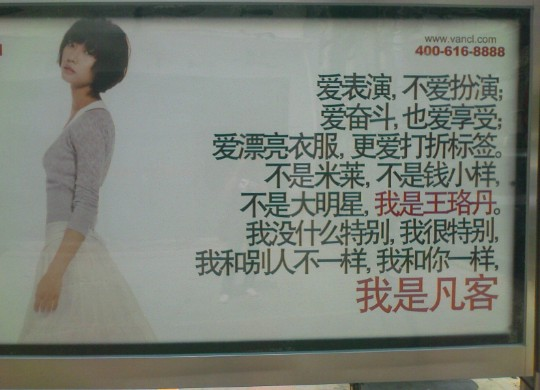 www.vancl.com
400-616-8888
爱表演，不爱扮演；
爱奋斗，也爱享受；
爱漂亮衣服，更爱打折标签。
不是米莱，不是钱小样，
不是大明星，我是王珞丹。
我没什么特别，我很特别，
我和别人不一样，我和你一样，
我是凡客